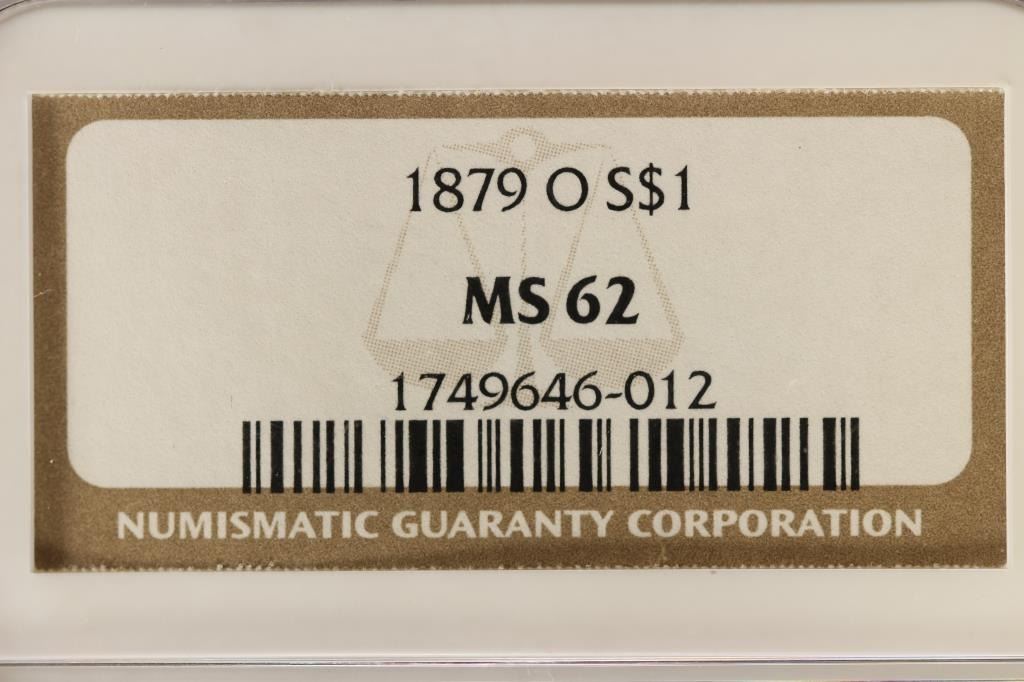 1879 O S$1
MS 62
1749646-012
NUMISMATIC GUARANTY CORPORATION